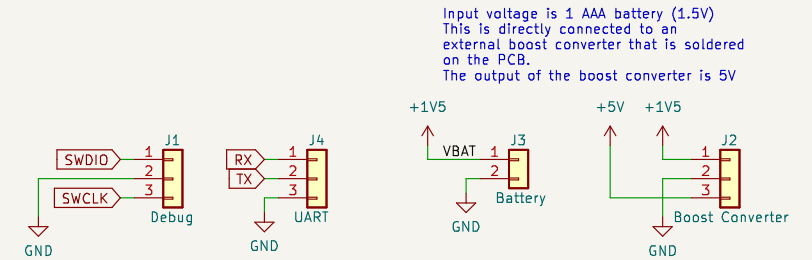 Input voltage is 1 AAA battery (1.5V)
This is directly connected to an
external boost converter that is soldered
on the PCB.
The output of the boost converter is 5V
+1V5
+5V
+1V5
J1
J4
J3
J2
SWDIO
1
2
3
SWCLK
Debug
GND
RX
TX
1
2
3
UART
GND
VBAT
1
2
Battery
GND
1
2
3
Boost Converter
GND